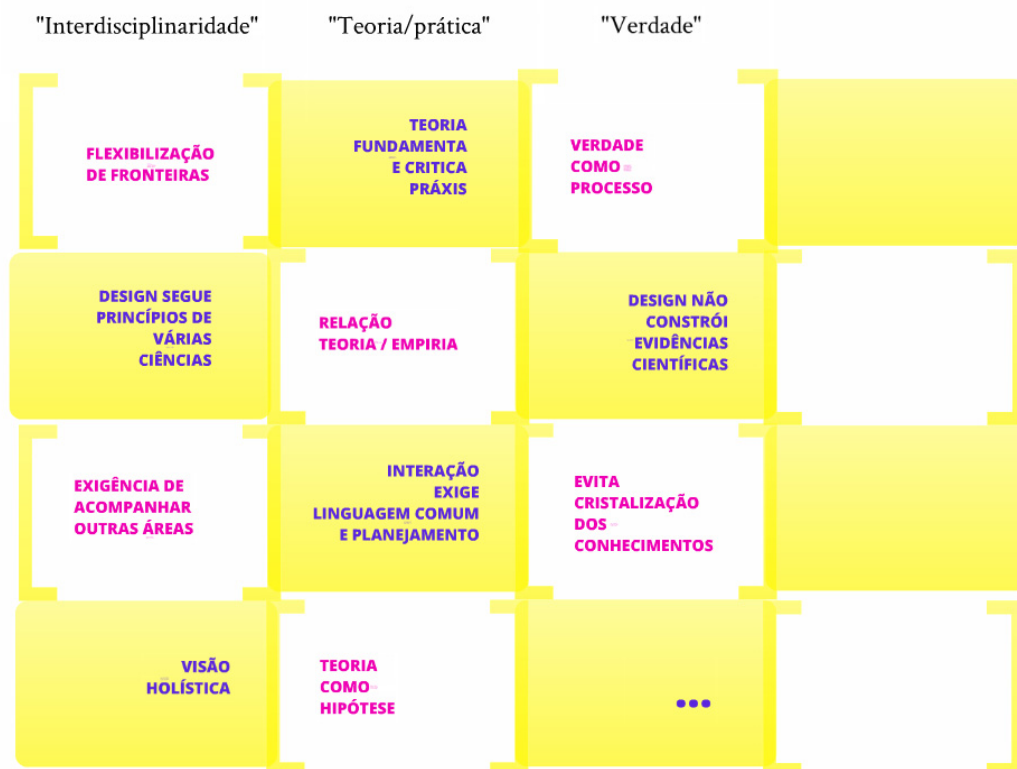 "Interdisciplinaridade"
"Teoria/prática"
"Verdade"
FLEXIBILIZAÇÃO
DE FRONTEIRAS
TEORIA
FUNDAMENTA
E CRITICA
PRÁXIS
VERDADE
COMO
PROCESSO
DESIGN SEGUE
PRINCÍPIOS DE
VÁRIAS
CIÊNCIAS
RELAÇÃO
TEORIA / EMPIRIA
DESIGN NÃO
CONSTRÓI
EVIDÊNCIAS
CIENTÍFICAS
EXIGÊNCIA DE
ACOMPANHAR
OUTRAS ÁREAS
INTERAÇÃO
EXIGE
LINGUAGEM COMUM
E PLANEJAMENTO
EVITA
CRISTALIZAÇÃO
DOS
CONHECIMENTOS
VISÃO
HOLÍSTICA
TEORIA
COMO
HIPÓTESE
...